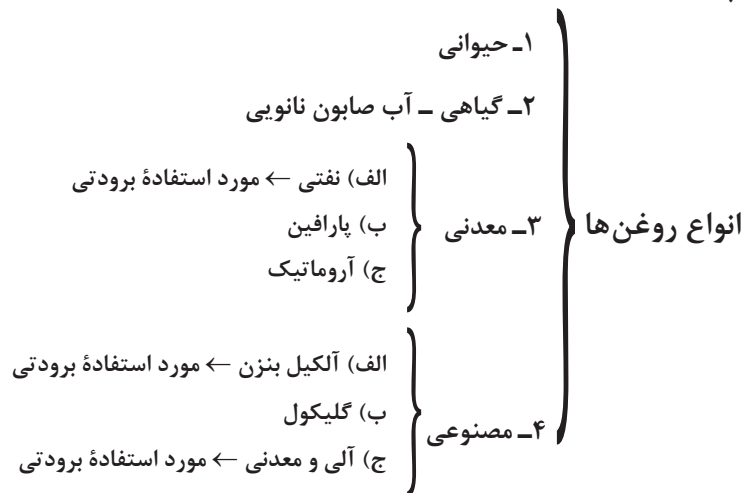 انواع روغن‌ها
۱ـ حیوانی
۲ـ گیاهی ـ آب صابون نانویی
۳ـ معدنی
الف) نفتی ← مورد استفادهٔ برودتی
ب) پارافین
ج) آروماتیک
۴ـ مصنوعی
الف) آلکیل بنزن ← مورد استفادهٔ برودتی
ب) گلیکول
ج) آلی و معدنی ← مورد استفادهٔ برودتی